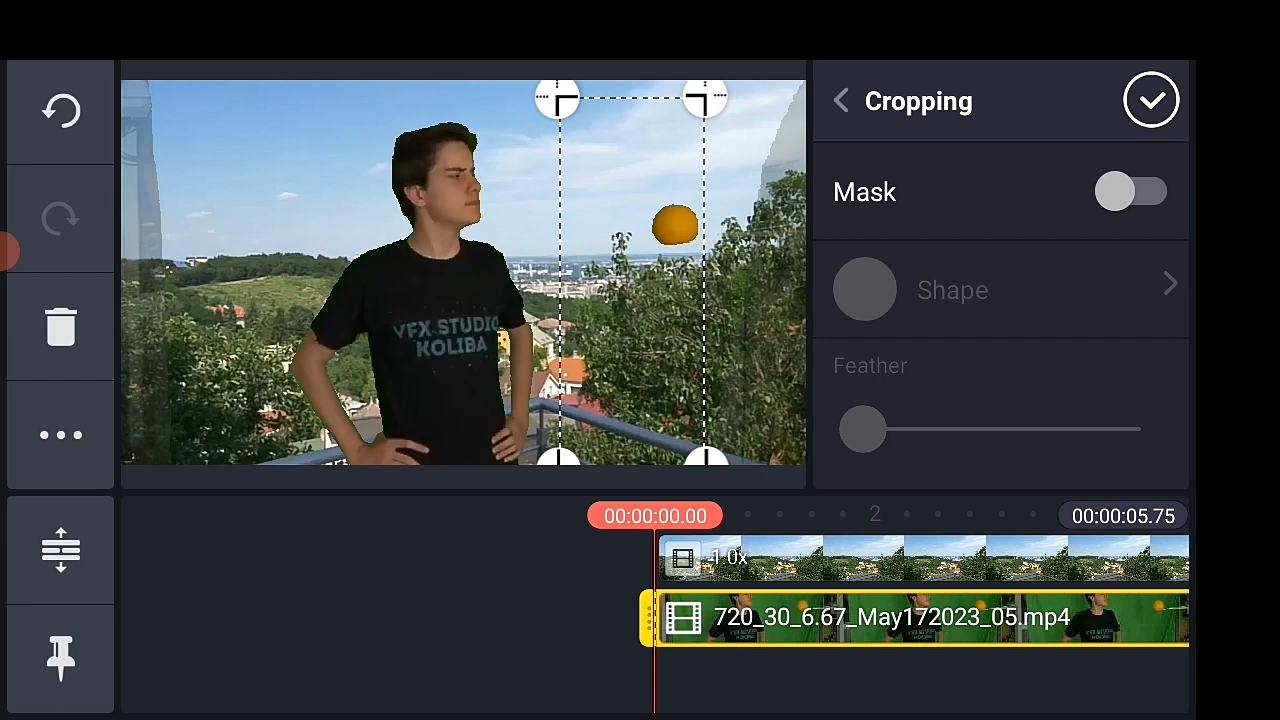 Cropping
Mask
Shape
Feather
VFX STUDIO
KOLIBA
00:00:00.00
2
00:00:05.75
1.0x
720_30_6.67_May172023_05.mp4